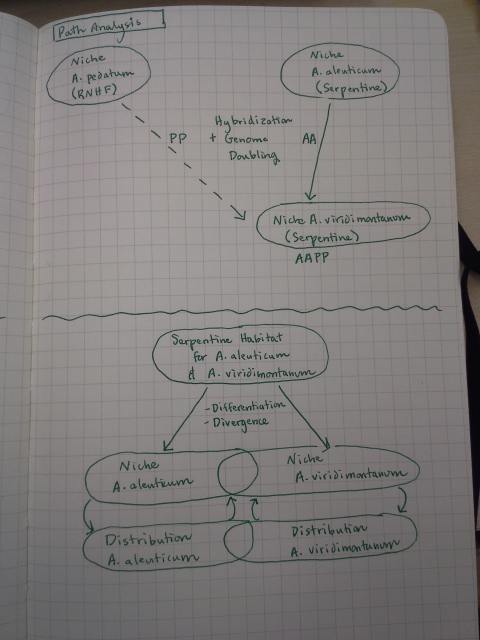 Path Analysis
Niche
A. pedatum
(RNHF)
Niche
A. aleuticum
(Serpentine)
PP
Hybridization
+ Genome
Doubling
AA
Niche A. viridimontanum
(Serpentine)
AAPP
Serpentine Habitat
for A. aleuticum
& A. viridimontanum
- Differentiation
- Divergence
Niche
A. aleuticum
Niche
A. viridimontanum
Distribution
A. aleuticum
Distribution
A. viridimontanum